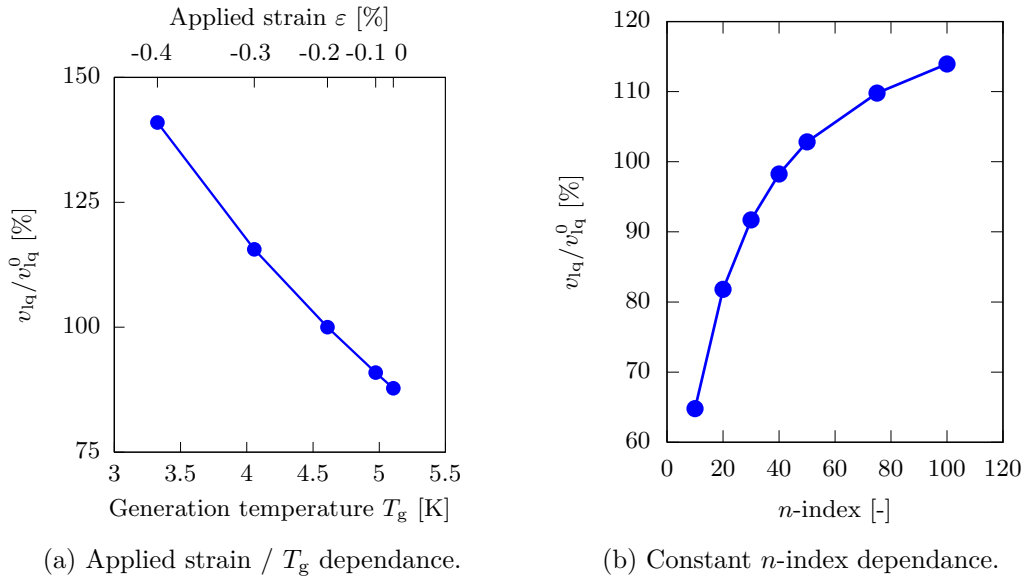 Applied strain ε [%]
-0.4 -0.3 -0.2 -0.1 0
150
125
100
75
v_lq/v_lq^0 [%]
3 3.5 4 4.5 5 5.5
Generation temperature T_g [K]
(a) Applied strain / T_g dependance.
120
110
100
90
80
70
60
v_lq/v_lq^0 [%]
0 20 40 60 80 100 120
n-index [-]
(b) Constant n-index dependance.